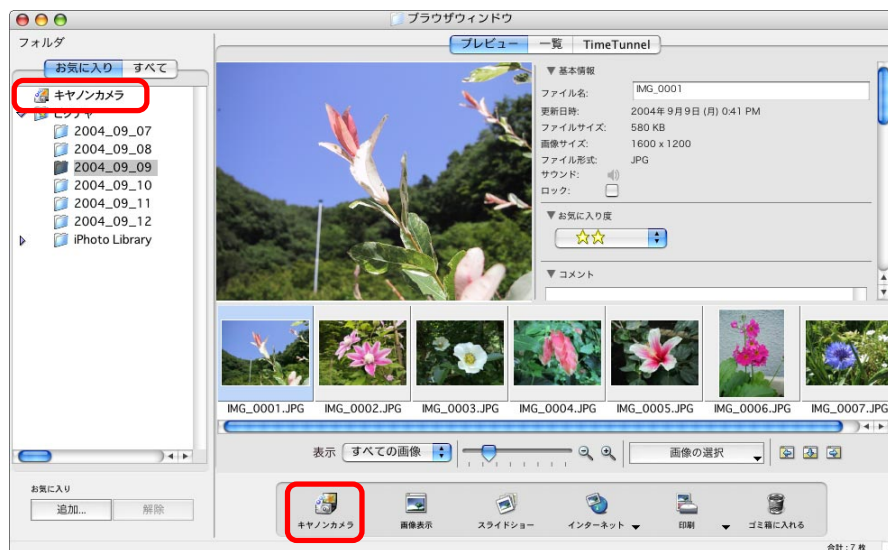 ブラウザウィンドウ
フォルダ
お気に入り すべて
キヤノンカメラ
ピクチャ
2004_09_07
2004_09_08
2004_09_09
2004_09_10
2004_09_11
2004_09_12
iPhoto Library
プレビュー 一覧 TimeTunnel
基本情報
ファイル名: IMG_0001
更新日時: 2004年 9月9日 (月) 0:41 PM
ファイルサイズ: 580 KB
画像サイズ: 1600 x 1200
ファイル形式: JPG
サウンド:
ロック:
お気に入り度
コメント
IMG_0001.JPG IMG_0002.JPG IMG_0003.JPG IMG_0004.JPG IMG_0005.JPG IMG_0006.JPG IMG_0007.JPG
表示 すべての画像 画像の選択
お気に入り
追加... 解除
キヤノンカメラ 画像表示 スライドショー インターネット 印刷 ゴミ箱に入れる
合計 : 7 枚